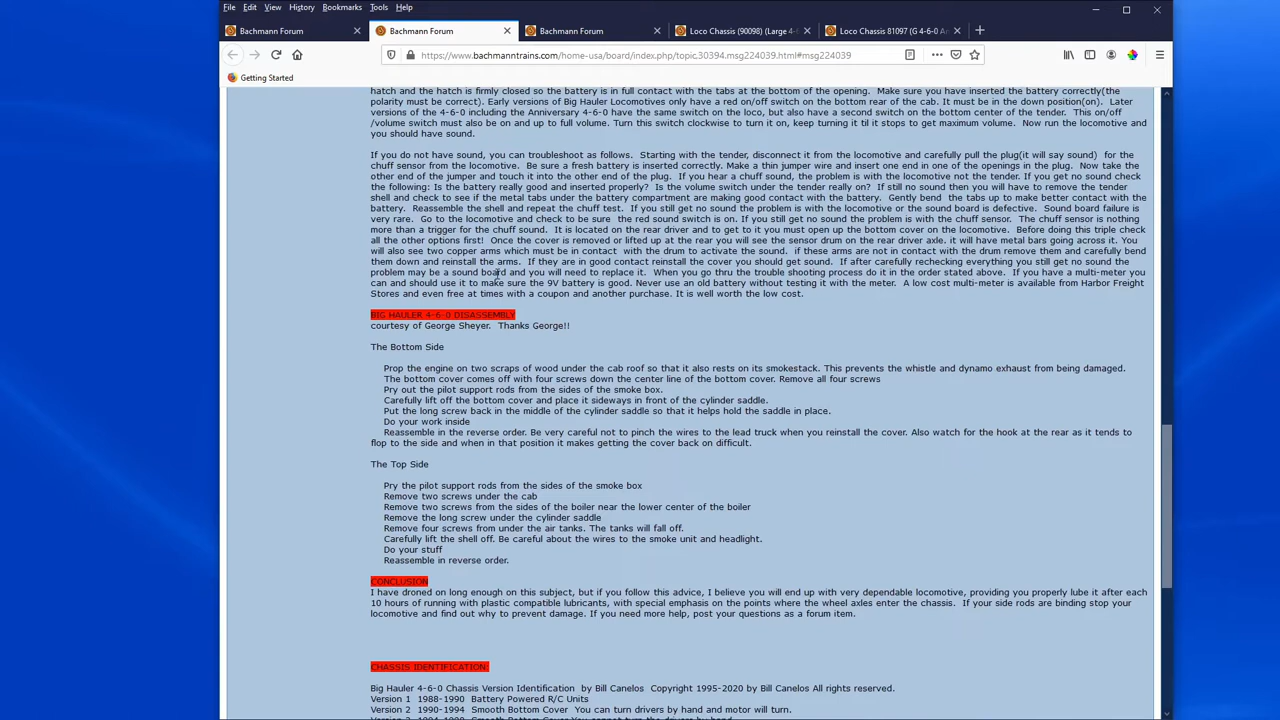 File Edit View History Bookmarks Tools Help
Bachmann Forum
Bachmann Forum
Bachmann Forum
Loco Chassis (90098) (Large 4-6
Loco Chassis 81097 (G 4-6-0 An
https://www.bachmanntrains.com/home-usa/board/index.php/topic,30394.msg224039.html#msg224039
Getting Started
hatch and the hatch is firmly closed so the battery is in full contact with the tabs at the bottom of the opening. Make sure you have inserted the battery correctly(the
polarity must be correct). Early versions of Big Hauler Locomotives only have a red on/off switch on the bottom rear of the cab. It must be in the down position(on). Later
versions of the 4-6-0 including the Anniversary 4-6-0 have the same switch on the loco, but also have a second switch on the bottom center of the tender. This on/off
/volume switch must also be on and up to full volume. Turn this switch clockwise to turn it on, keep turning it til it stops to get maximum volume. Now run the locomotive and
you should have sound.
If you do not have sound, you can troubleshoot as follows. Starting with the tender, disconnect it from the locomotive and carefully pull the plug(it will say sound) for the
chuff sensor from the locomotive. Be sure a fresh battery is inserted correctly. Make a thin jumper wire and insert one end in one of the openings in the plug. Now take the
other end of the jumper and touch it into the other end of the plug. If you hear a chuff sound, the problem is with the locomotive not the tender. If you get no sound check
the following: Is the battery really good and inserted properly? Is the volume switch under the tender really on? If still no sound then you will have to remove the tender
shell and check to see if the metal tabs under the battery compartment are making good contact with the battery. Gently bend the tabs up to make better contact with the
battery. Reassemble the shell and repeat the chuff test. If you still get no sound the problem is with the locomotive or the sound board is defective. Sound board failure is
very rare. Go to the locomotive and check to be sure the red sound switch is on. If you still get no sound the problem is with the chuff sensor. The chuff sensor is nothing
more than a trigger for the chuff sound. It is located on the rear driver and to get to it you must open up the bottom cover on the locomotive. Before doing this triple check
all the other options first! Once the cover is removed or lifted up at the rear you will see the sensor drum on the rear driver axle. it will have metal bars going across it. You
will also see two copper arms which must be in contact with the drum to activate the sound. if these arms are not in contact with the drum remove them and carefully bend
them down and reinstall the arms. If they are in good contact reinstall the cover you should get sound. If after carefully rechecking everything you still get no sound the
problem may be a sound board and you will need to replace it. When you go thru the trouble shooting process do it in the order stated above. If you have a multi-meter you
can and should use it to make sure the 9V battery is good. Never use an old battery without testing it with the meter. A low cost multi-meter is available from Harbor Freight
Stores and even free at times with a coupon and another purchase. It is well worth the low cost.
BIG HAULER 4-6-0 DISASSEMBLY
courtesy of George Sheyer. Thanks George!!
The Bottom Side
Prop the engine on two scraps of wood under the cab roof so that it also rests on its smokestack. This prevents the whistle and dynamo exhaust from being damaged.
The bottom cover comes off with four screws down the center line of the bottom cover. Remove all four screws
Pry out the pilot support rods from the sides of the smoke box.
Carefully lift off the bottom cover and place it sideways in front of the cylinder saddle.
Put the long screw back in the middle of the cylinder saddle so that it helps hold the saddle in place.
Do your work inside
Reassemble in the reverse order. Be very careful not to pinch the wires to the lead truck when you reinstall the cover. Also watch for the hook at the rear as it tends to
flop to the side and when in that position it makes getting the cover back on difficult.
The Top Side
Pry the pilot support rods from the sides of the smoke box
Remove two screws under the cab
Remove two screws from the sides of the boiler near the lower center of the boiler
Remove the long screw under the cylinder saddle
Remove four screws from under the air tanks. The tanks will fall off.
Carefully lift the shell off. Be careful about the wires to the smoke unit and headlight.
Do your stuff
Reassemble in reverse order.
CONCLUSION
I have droned on long enough on this subject, but if you follow this advice, I believe you will end up with very dependable locomotive, providing you properly lube it after each
10 hours of running with plastic compatible lubricants, with special emphasis on the points where the wheel axles enter the chassis. If your side rods are binding stop your
locomotive and find out why to prevent damage. If you need more help, post your questions as a forum item.
CHASSIS IDENTIFICATION:
Big Hauler 4-6-0 Chassis Version Identification by Bill Canelos Copyright 1995-2020 by Bill Canelos All rights reserved.
Version 1 1988-1990 Battery Powered R/C Units
Version 2 1990-1994 Smooth Bottom Cover You can turn drivers by hand and motor will turn.